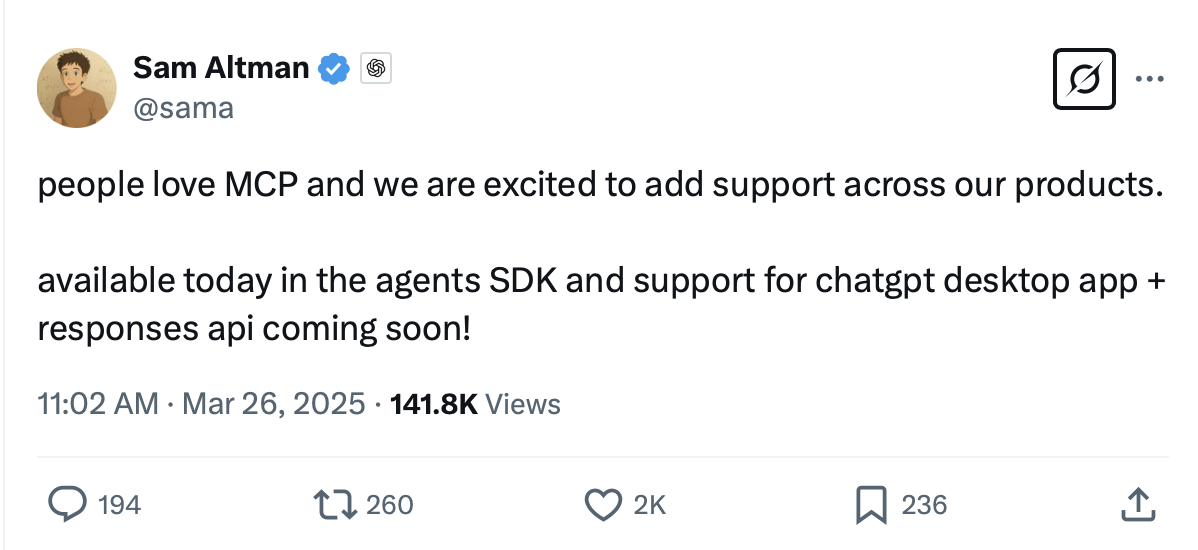 Sam Altman
@sama
people love MCP and we are excited to add support across our products.
available today in the agents SDK and support for chatgpt desktop app +
responses api coming soon!
11:02 AM · Mar 26, 2025 · 141.8K Views
194 260 2K 236